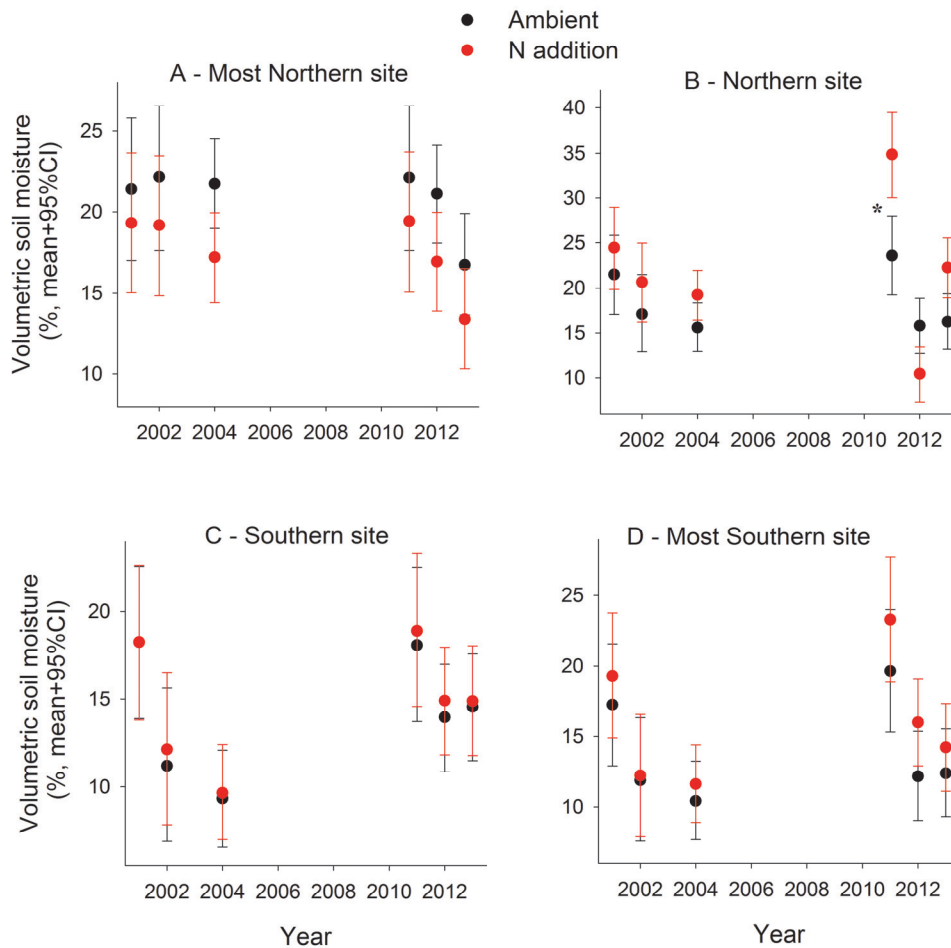 Ambient
N addition
A - Most Northern site
B - Northern site
Volumetric soil moisture
(%, mean+95%CI)
25
20
15
10
2002 2004 2006 2008 2010 2012
40
35
30
25
20
15
10
*
2002 2004 2006 2008 2010 2012
C - Southern site
D - Most Southern site
Volumetric soil moisture
(%, mean+95%CI)
20
15
10
2002 2004 2006 2008 2010 2012
Year
25
20
15
10
2002 2004 2006 2008 2010 2012
Year